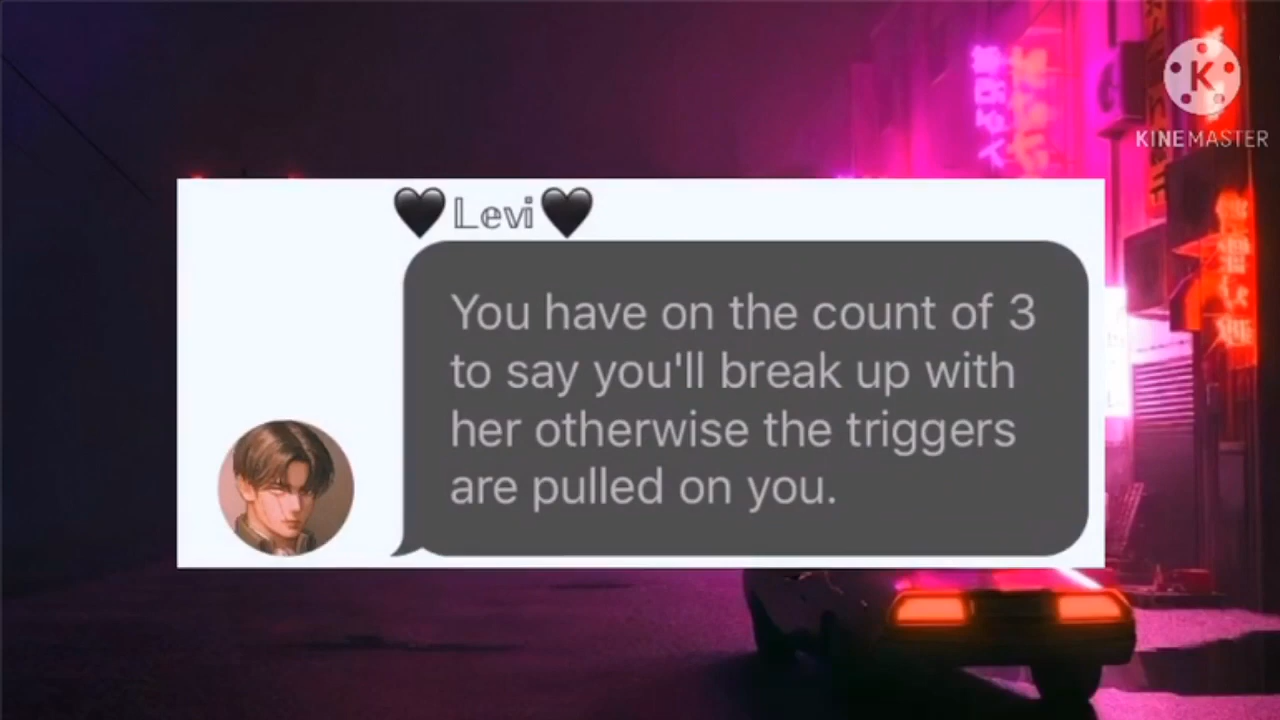 KINEMASTER
🖤Levi🖤
You have on the count of 3
to say you'll break up with
her otherwise the triggers
are pulled on you.